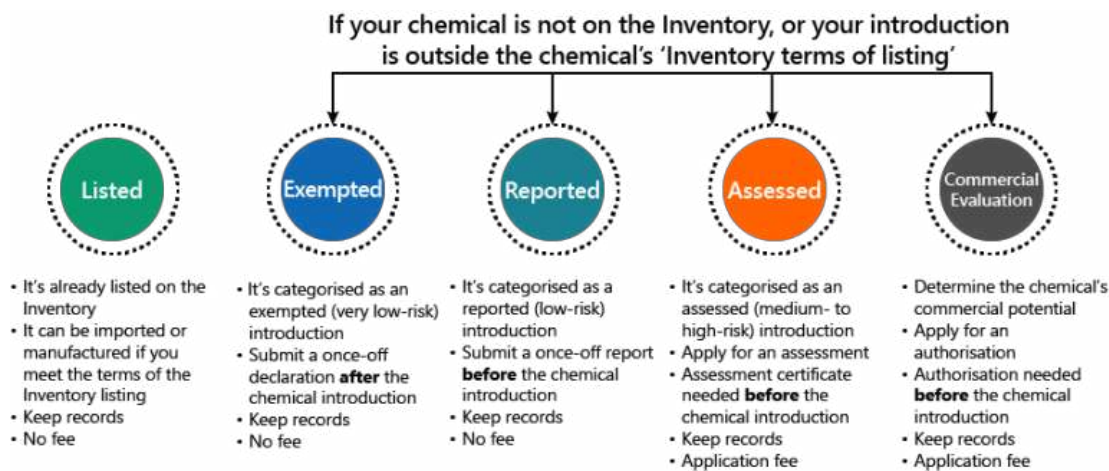 If your chemical is not on the Inventory, or your introduction
is outside the chemical's 'Inventory terms of listing'
Listed
Exempted
Reported
Assessed
Commercial
Evaluation
• It's already listed on the
Inventory
• It can be imported or
manufactured if you
meet the terms of the
Inventory listing
• Keep records
• No fee
• It's categorised as an
exempted (very low-risk)
introduction
• Submit a once-off
declaration after the
chemical introduction
• Keep records
• No fee
• It's categorised as a
reported (low-risk)
introduction
• Submit a once-off report
before the chemical
introduction
• Keep records
• No fee
• It's categorised as an
assessed (medium- to
high-risk) introduction
• Apply for an assessment
• Assessment certificate
needed before the
chemical introduction
• Keep records
• Application fee
• Determine the chemical's
commercial potential
• Apply for an
authorisation
• Authorisation needed
before the chemical
introduction
• Keep records
• Application fee